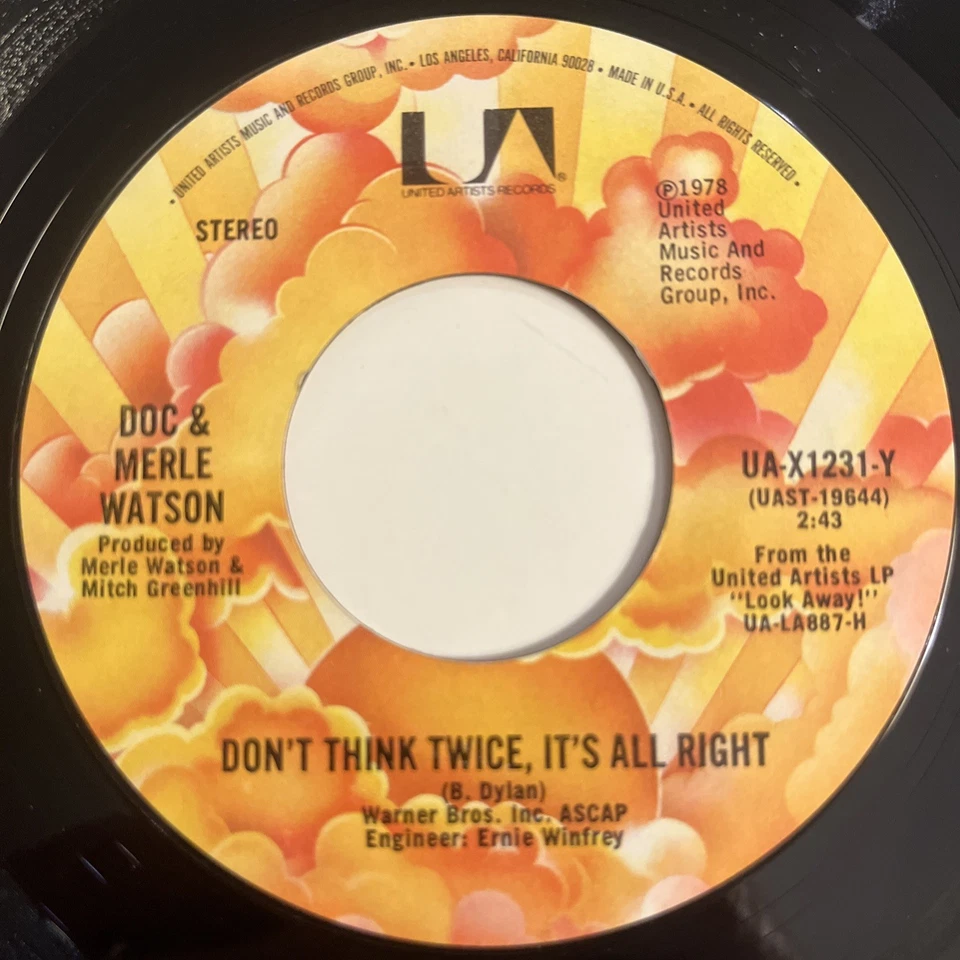 • UNITED ARTISTS MUSIC AND RECORDS GROUP, INC. • LOS ANGELES, CALIFORNIA 90028 • MADE IN U.S.A. • ALL RIGHTS RESERVED •
UA
UNITED ARTISTS RECORDS®
STEREO
℗1978
United
Artists
Music And
Records
Group, Inc.
DOC &
MERLE
WATSON
Produced by
Merle Watson &
Mitch Greenhill
UA-X1231-Y
(UAST-19644)
2:43
From the
United Artists LP
"Look Away!"
UA-LA887-H
DON'T THINK TWICE, IT'S ALL RIGHT
(B. Dylan)
Warner Bros. Inc. ASCAP
Engineer: Ernie Winfrey